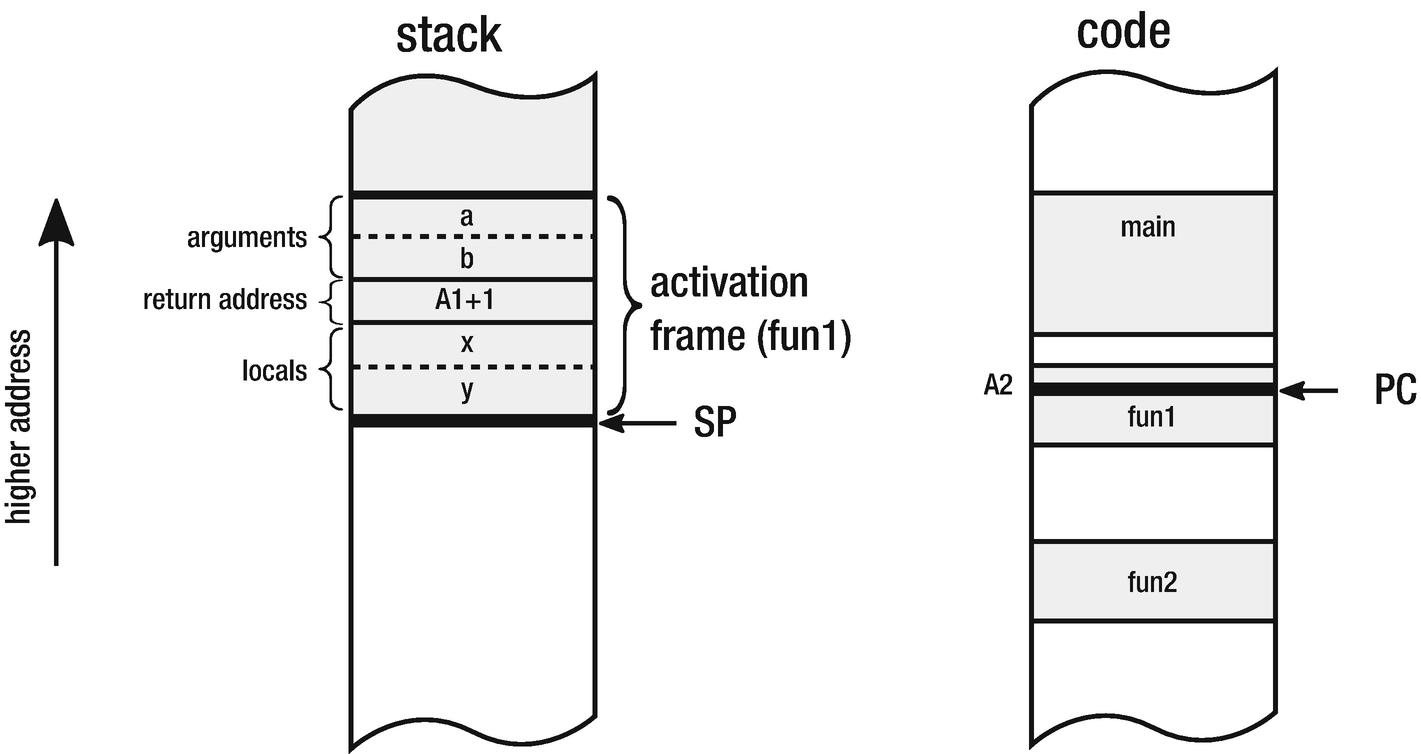 stack
code
a
main
arguments
b
activation
frame (fun1)
return address
A1+1
x
locals
y
higher address
SP
A2
PC
fun1
fun2